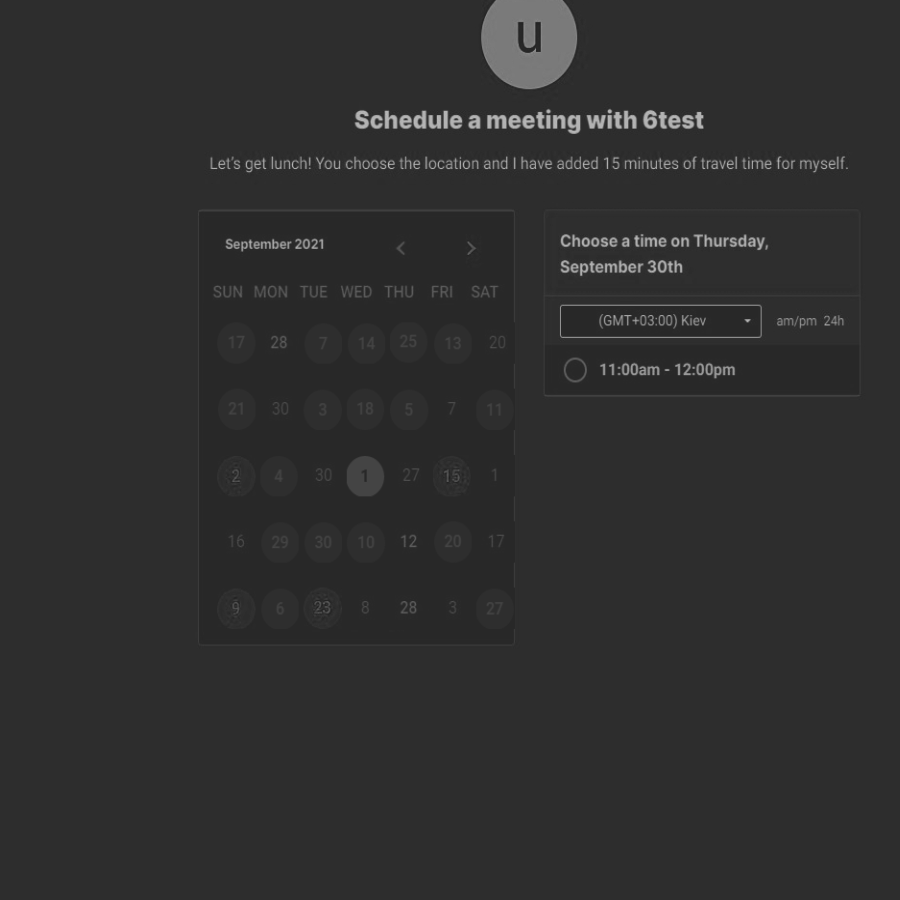 u
Schedule a meeting with 6test
Let's get lunch! You choose the location and I have added 15 minutes of travel time for myself.
September 2021
SUN MON TUE WED THU FRI SAT
17 28 7 14 25 13 20
21 30 3 18 5 7 11
2 4 30 1 27 15 1
16 29 30 10 12 20 17
9 6 23 8 28 3 27
Choose a time on Thursday,
September 30th
(GMT+03:00) Kiev am/pm 24h
11:00am - 12:00pm